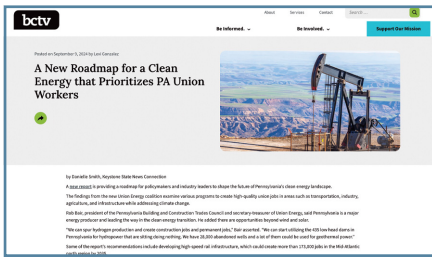 bctv
About Services Contact Search...
Be Informed. Be Involved. Support Our Mission
Posted on September 5, 2024 by Lexi Gonzalez
A New Roadmap for a Clean
Energy that Prioritizes PA Union
Workers
by Danielle Smith, Keystone State News Connection
A new report is providing a roadmap for policymakers and industry leaders to shape the future of Pennsylvania's clean energy landscape.
The findings from the new Union Energy coalition examine various programs to create high-quality union jobs in areas such as transportation, industry,
agriculture, and infrastructure while addressing climate change.
Rob Bair, president of the Pennsylvania Building and Construction Trades Council and secretary-treasurer of Union Energy, said Pennsylvania is a major
energy producer and leading the way in the clean-energy transition. He added there are opportunities beyond wind and solar.
"We can spur hydrogen production and create construction jobs and permanent jobs," Bair asserted. "We can start utilizing the 435 low head dams in
Pennsylvania for hydropower that are sitting doing nothing. We have 28,000 abandoned wells and a lot of them could be used for geothermal power."
Some of the report's recommendations include developing high-speed rail infrastructure, which could create more than 173,000 jobs in the Mid-Atlantic